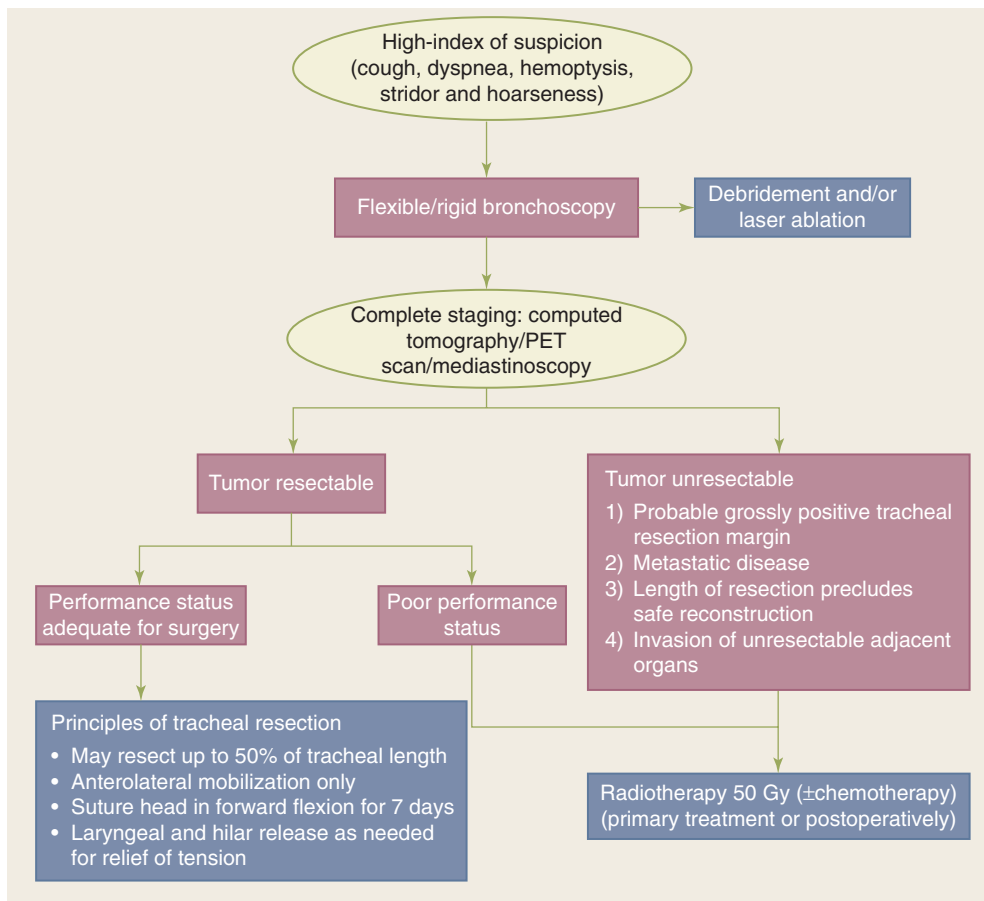 High-index of suspicion
(cough, dyspnea, hemoptysis,
stridor and hoarseness)
Flexible/rigid bronchoscopy
Debridement and/or
laser ablation
Complete staging: computed
tomography/PET
scan/mediastinoscopy
Tumor resectable
Tumor unresectable
1) Probable grossly positive tracheal
resection margin
2) Metastatic disease
3) Length of resection precludes
safe reconstruction
4) Invasion of unresectable adjacent
organs
Performance status
adequate for surgery
Poor performance
status
Principles of tracheal resection
• May resect up to 50% of tracheal length
• Anterolateral mobilization only
• Suture head in forward flexion for 7 days
• Laryngeal and hilar release as needed
for relief of tension
Radiotherapy 50 Gy (±chemotherapy)
(primary treatment or postoperatively)